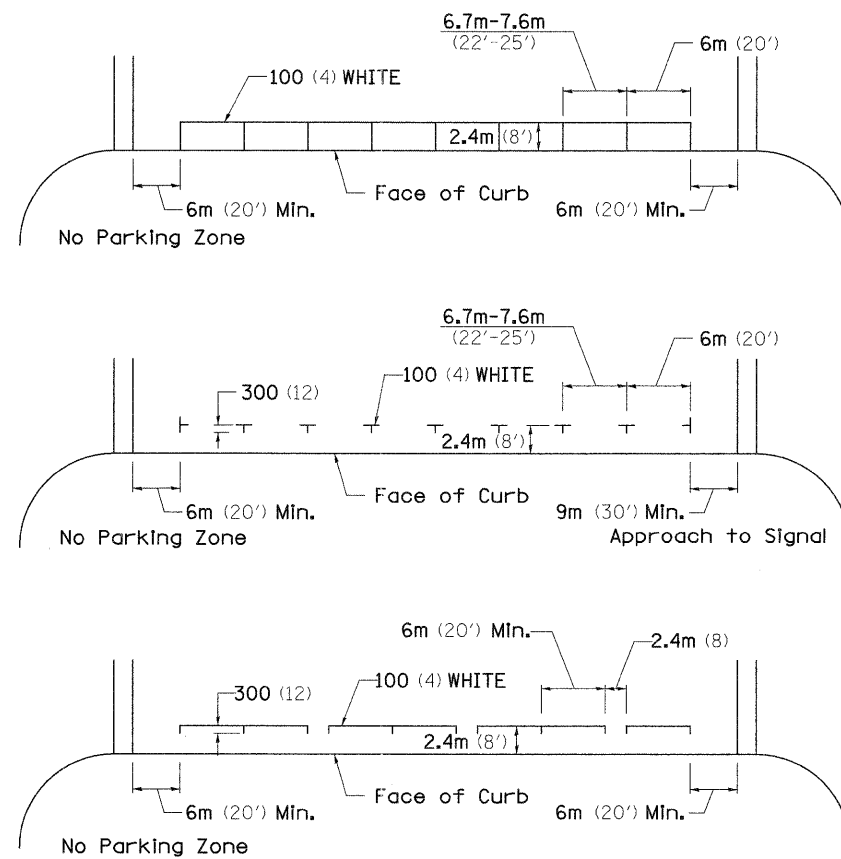 6.7m-7.6m
(22'-25')
6m (20')
100 (4) WHITE
2.4m (8')
Face of Curb
6m (20') Min.
6m (20') Min.
No Parking Zone
6.7m-7.6m
(22'-25')
6m (20')
300 (12)
100 (4) WHITE
2.4m (8')
Face of Curb
6m (20') Min.
9m (30') Min.
No Parking Zone
Approach to Signal
6m (20') Min.
2.4m (8)
300 (12)
100 (4) WHITE
2.4m (8')
Face of Curb
6m (20') Min.
6m (20') Min.
No Parking Zone